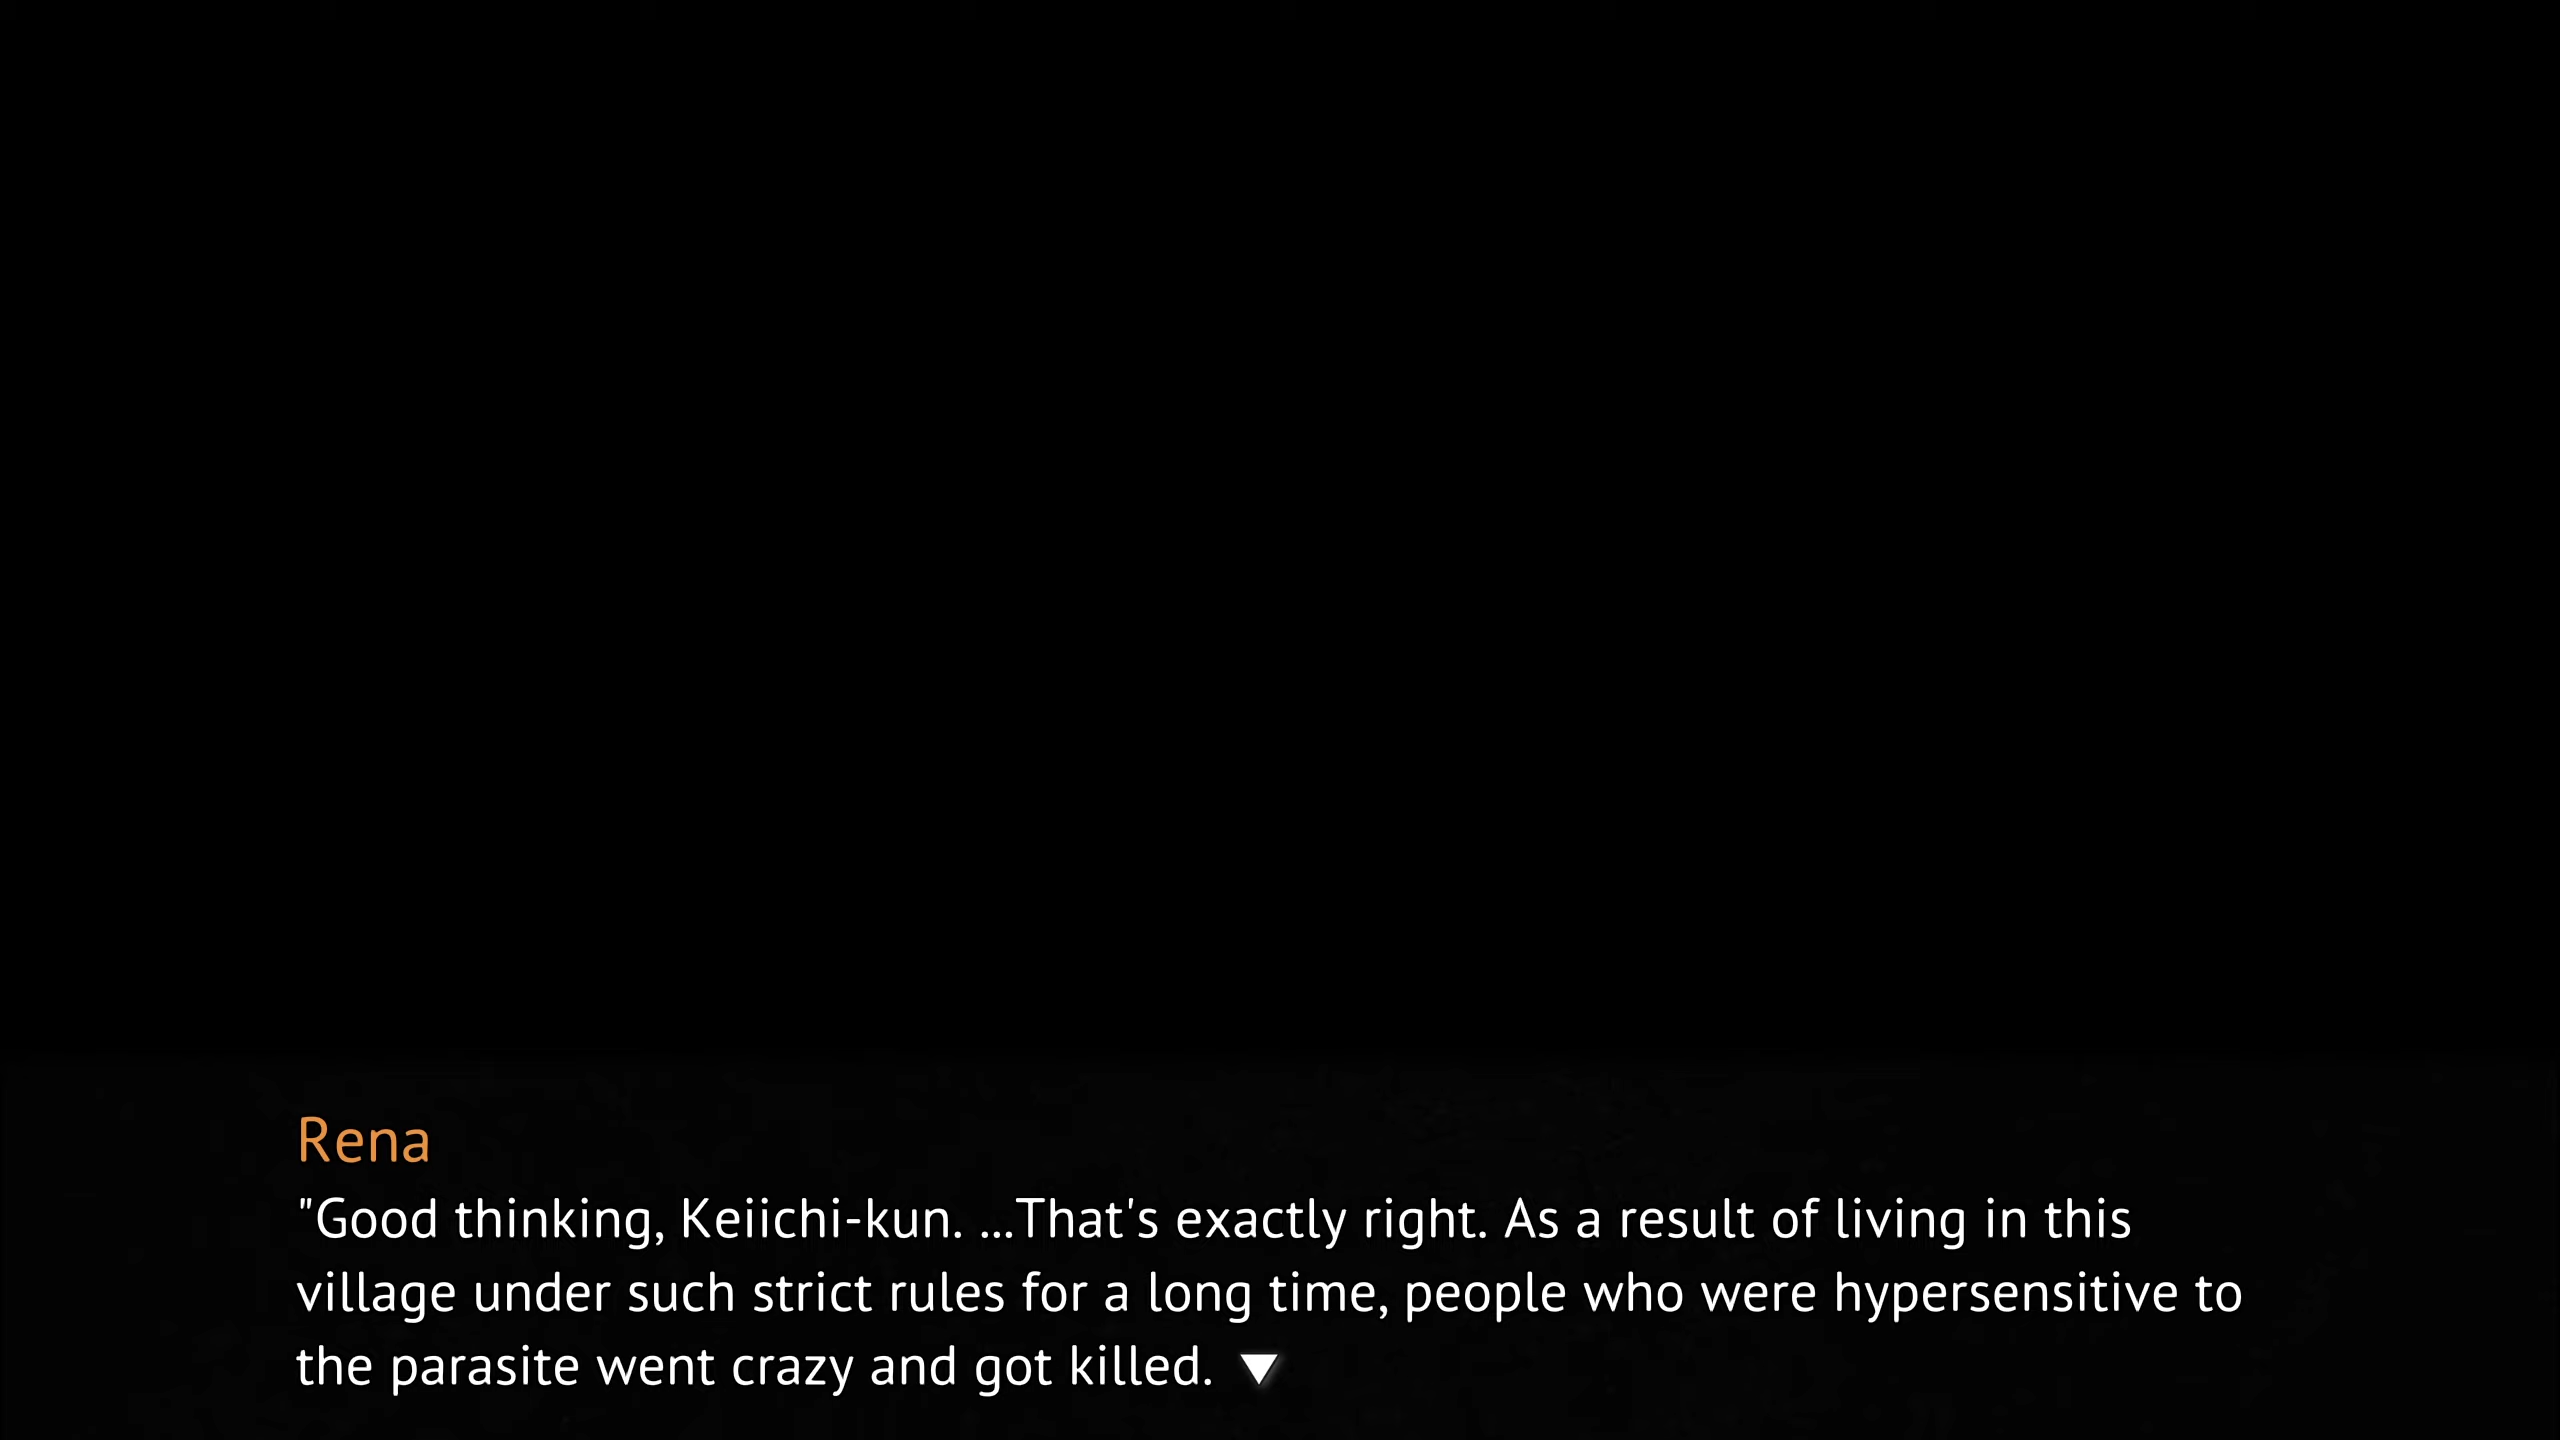 Rena
"Good thinking, Keiichi-kun. ...That's exactly right. As a result of living in this
village under such strict rules for a long time, people who were hypersensitive to
the parasite went crazy and got killed.